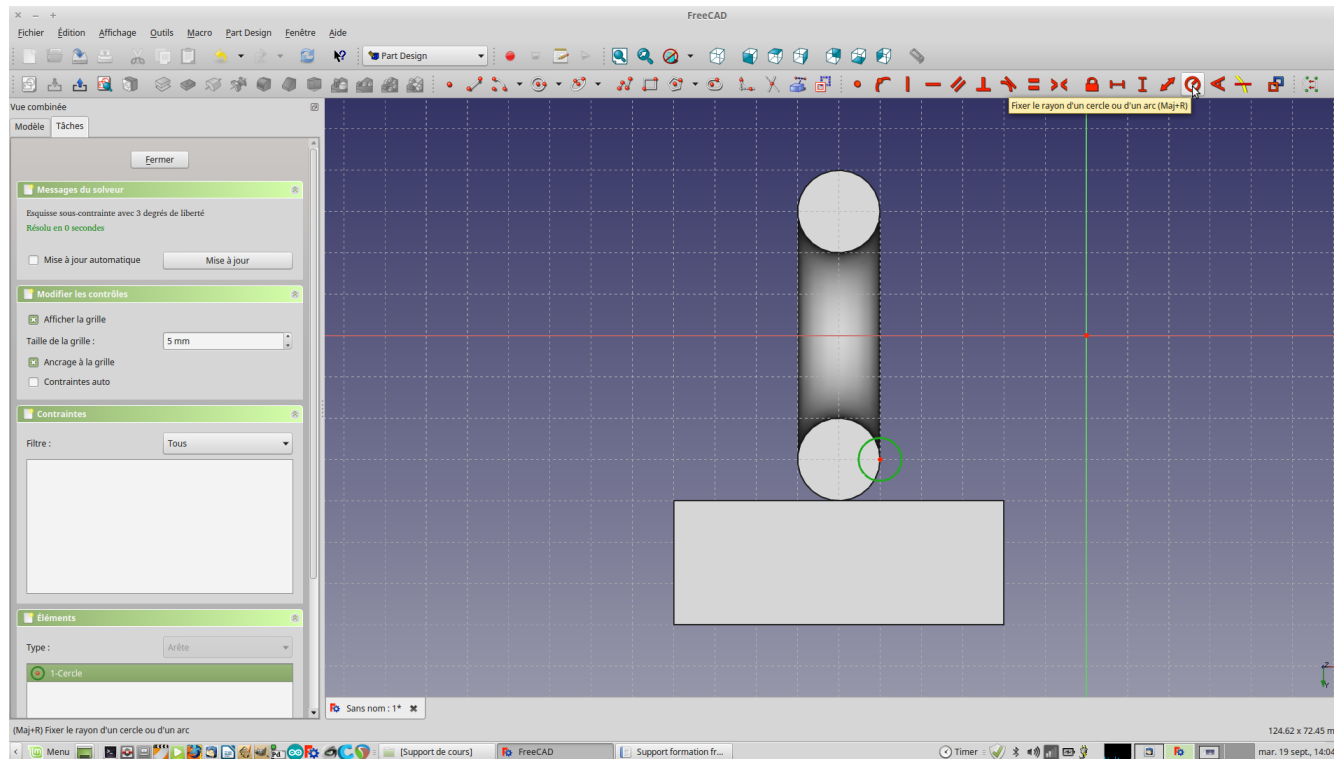 FreeCAD
Fichier Édition Affichage Outils Macro Part Design Fenêtre Aide
Part Design
Vue combinée
Fixer le rayon d'un cercle ou d'un arc (Maj+R)
Modèle Tâches
Fermer
Messages du solveur
Esquisse sous-contrainte avec 3 degrés de liberté
Résolu en 0 secondes
Mise à jour automatique Mise à jour
Modifier les contrôles
Afficher la grille
Taille de la grille : 5 mm
Ancrage à la grille
Contraintes auto
Contraintes
Filtre : Tous
Éléments
Type : Arête
1-Cercle
Z
Y
Sans nom : 1*
(Maj+R) Fixer le rayon d'un cercle ou d'un arc
124.62 x 72.45 m
Menu [Support de cours] FreeCAD Support formation fr... Timer : mar. 19 sept., 14:04